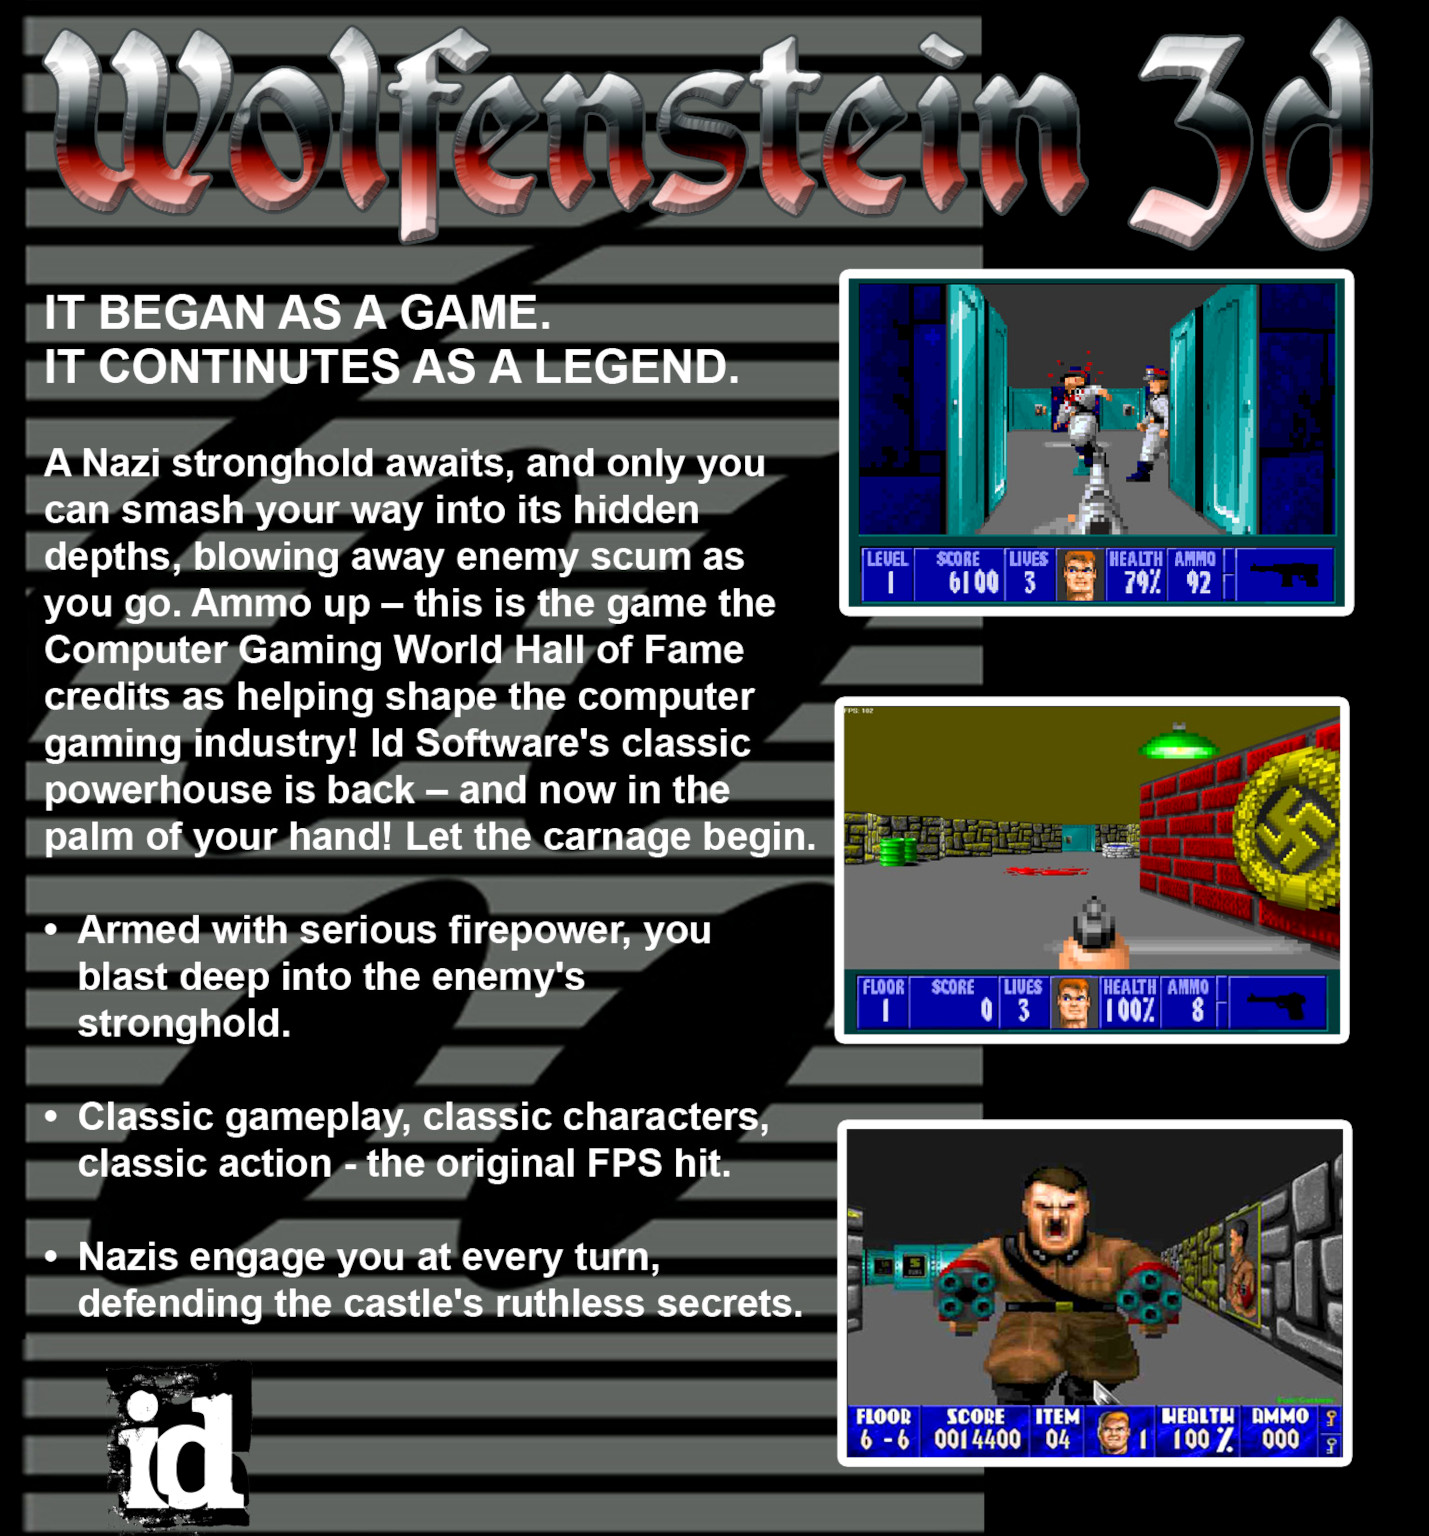 Wolfenstein 3d
IT BEGAN AS A GAME.
IT CONTINUTES AS A LEGEND.
A Nazi stronghold awaits, and only you
can smash your way into its hidden
depths, blowing away enemy scum as
you go. Ammo up – this is the game the
Computer Gaming World Hall of Fame
credits as helping shape the computer
gaming industry! Id Software's classic
powerhouse is back – and now in the
palm of your hand! Let the carnage begin.
• Armed with serious firepower, you
blast deep into the enemy's
stronghold.
• Classic gameplay, classic characters,
classic action - the original FPS hit.
• Nazis engage you at every turn,
defending the castle's ruthless secrets.
id
LEVEL SCORE LIVES HEALTH AMMO
1 6100 3 79% 92
FPS: 102
FLOOR SCORE LIVES HEALTH AMMO
1 0 3 100% 8
FLOOR SCORE ITEM HEALTH AMMO
6 - 6 0014400 04 1 100 % 000